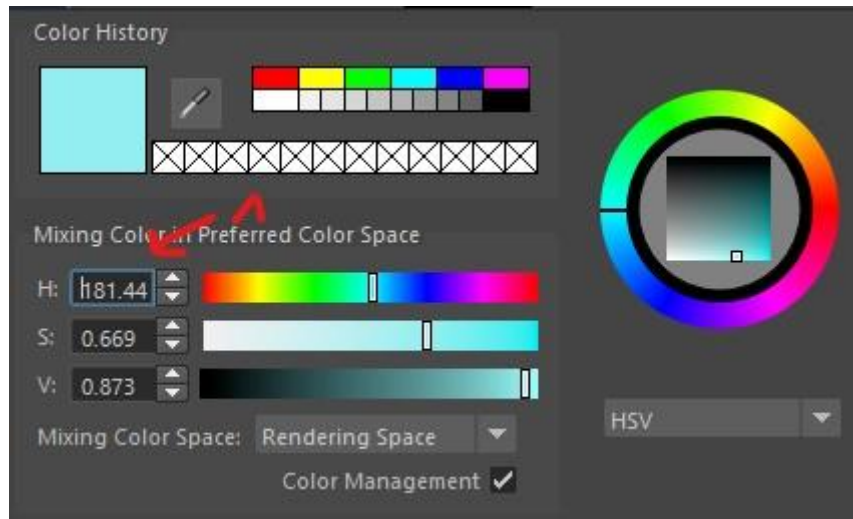 Color History
Mixing Color in Preferred Color Space
H: 181.44
S: 0.669
V: 0.873
HSV
Mixing Color Space: Rendering Space
Color Management